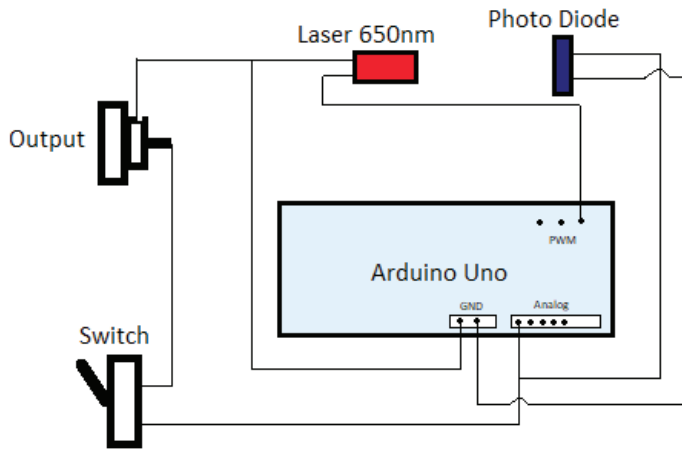 Photo Diode
Laser 650nm
Output
PWM
Arduino Uno
GND
Analog
Switch